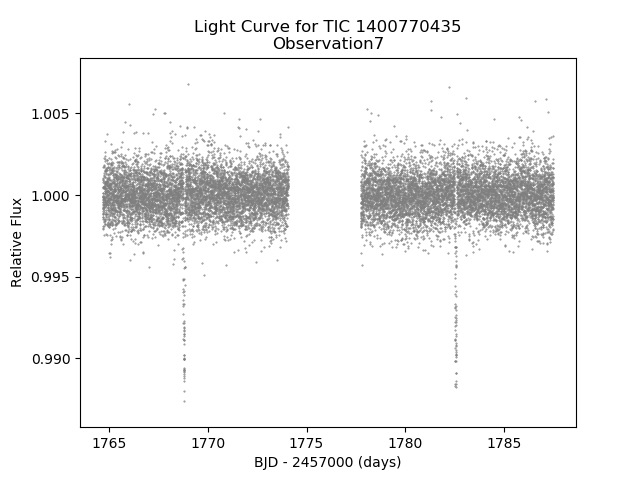 Light Curve for TIC 1400770435
Observation7
1.005
1.000
0.995
0.990
Relative Flux
1765
1770
1775
1780
1785
BJD - 2457000 (days)